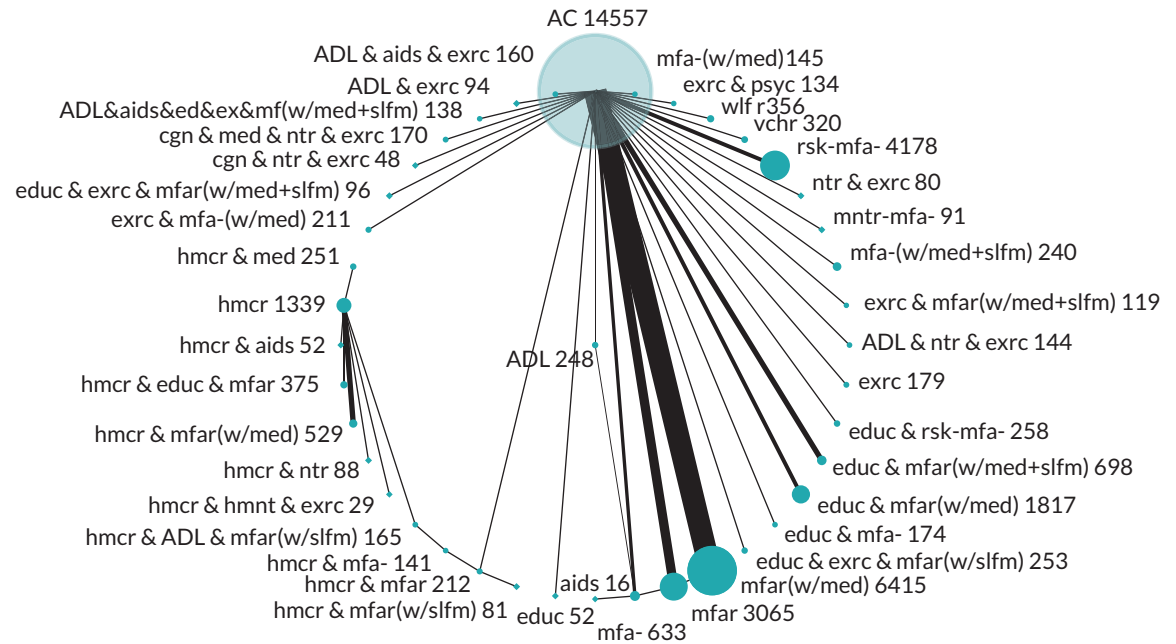 AC 14557
ADL & aids & exrc 160
ADL & exrc 94
ADL&aids&ed&ex&mf(w/med+slfm) 138
cgn & med & ntr & exrc 170
cgn & ntr & exrc 48
educ & exrc & mfar(w/med+slfm) 96
exrc & mfa-(w/med) 211
hmcr & med 251
hmcr 1339
hmcr & aids 52
hmcr & educ & mfar 375
hmcr & mfar(w/med) 529
hmcr & ntr 88
hmcr & hmnt & exrc 29
hmcr & ADL & mfar(w/slfm) 165
hmcr & mfa- 141
hmcr & mfar 212
hmcr & mfar(w/slfm) 81
educ 52
aids 16
mfa- 633
mfar 3065
mfar(w/med) 6415
educ & exrc & mfar(w/slfm) 253
educ & mfa- 174
educ & mfar(w/med) 1817
educ & mfar(w/med+slfm) 698
educ & rsk-mfa- 258
exrc 179
ADL & ntr & exrc 144
exrc & mfar(w/med+slfm) 119
mfa-(w/med+slfm) 240
mntr-mfa- 91
ntr & exrc 80
rsk-mfa- 4178
vchr 320
wlf r356
exrc & psyc 134
mfa-(w/med)145
ADL 248